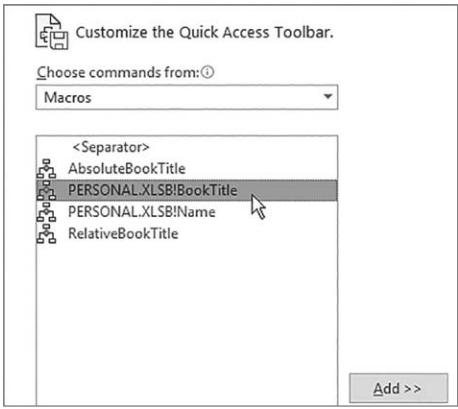 Customize the Quick Access Toolbar.
Choose commands from:
Macros
<Separator>
AbsoluteBookTitle
PERSONAL.XLSB!BookTitle
PERSONAL.XLSB!Name
RelativeBookTitle
Add >>